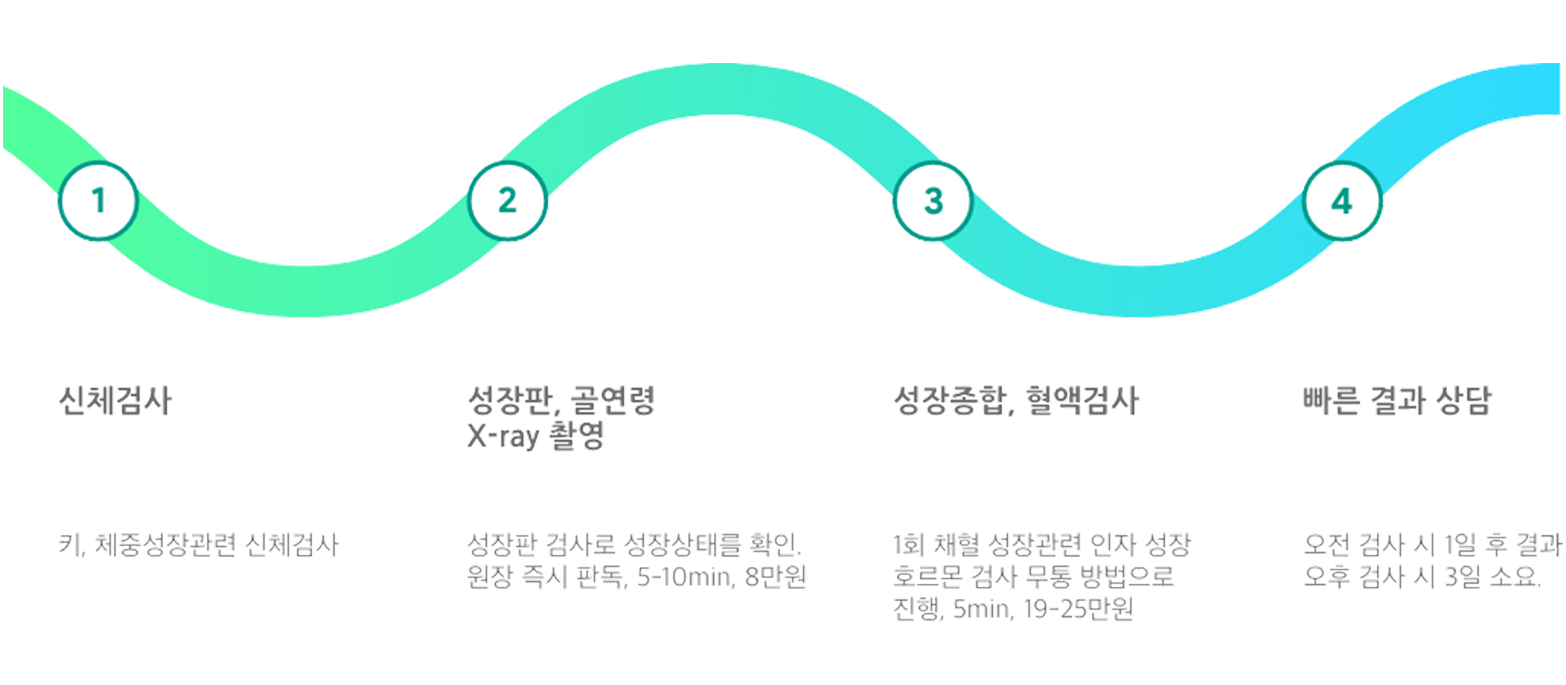 1
신체검사
키, 체중성장관련 신체검사
2
성장판, 골연령
X-ray 촬영
성장판 검사로 성장상태를 확인.
원장 즉시 판독, 5-10min, 8만원
3
성장종합, 혈액검사
1회 채혈 성장관련 인자 성장
호르몬 검사 무통 방법으로
진행, 5min, 19-25만원
4
빠른 결과 상담
오전 검사 시 1일 후 결과
오후 검사 시 3일 소요.